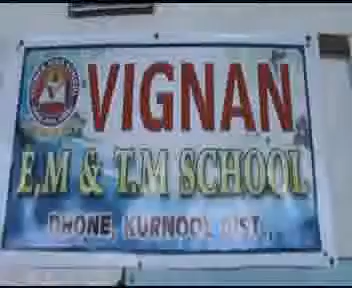 VIGNAN
E.M & T.M SCHOOL
DHONE, KURNOOL DIST.,